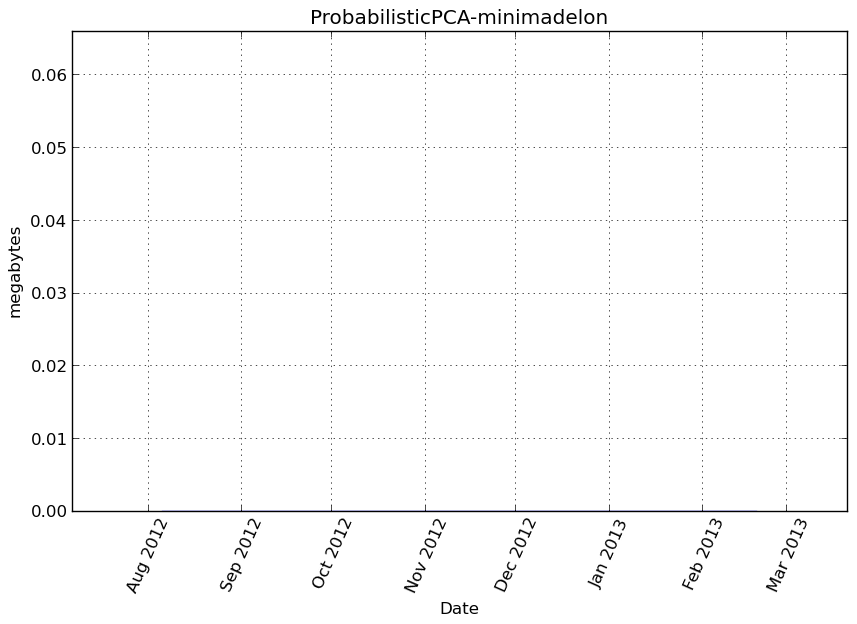 ProbabilisticPCA-minimadelon
0.06
0.05
0.04
0.03
0.02
0.01
0.00
megabytes
Aug 2012
Sep 2012
Oct 2012
Nov 2012
Dec 2012
Jan 2013
Feb 2013
Mar 2013
Date